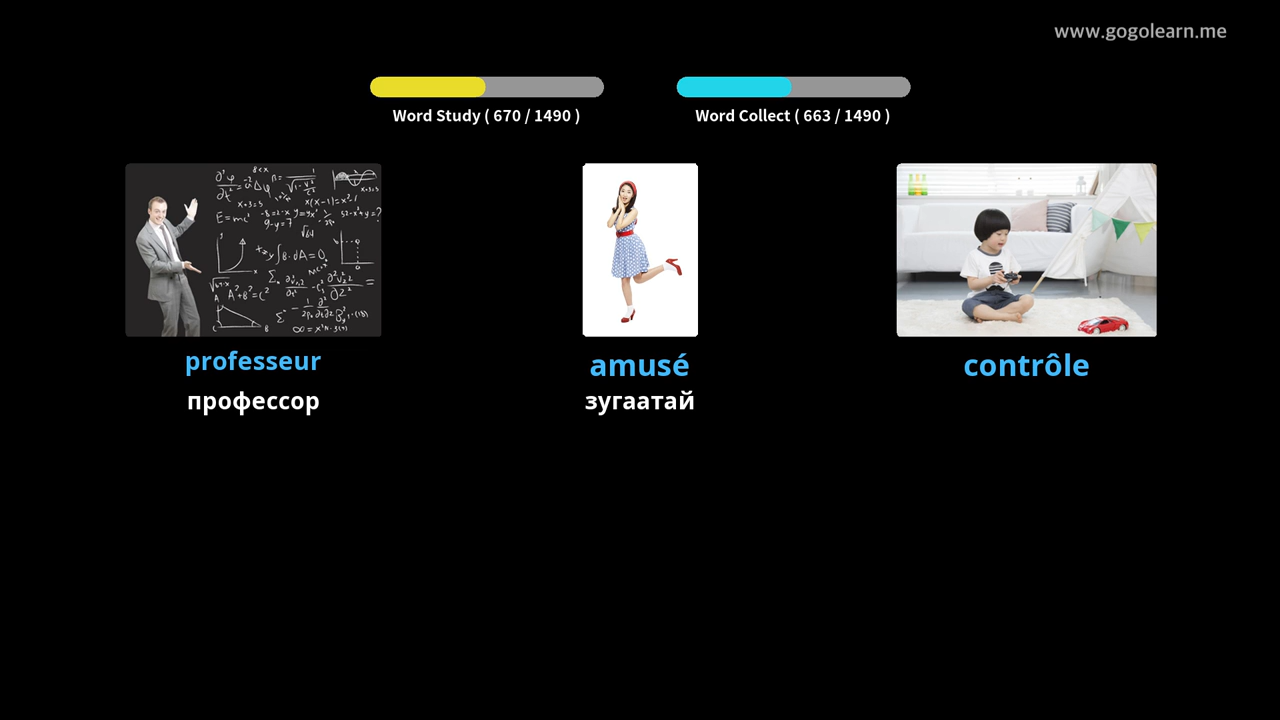 www.gogolearn.me
Word Study ( 670 / 1490 )
Word Collect ( 663 / 1490 )
professeur
профессор
amusé
зугаатай
contrôle